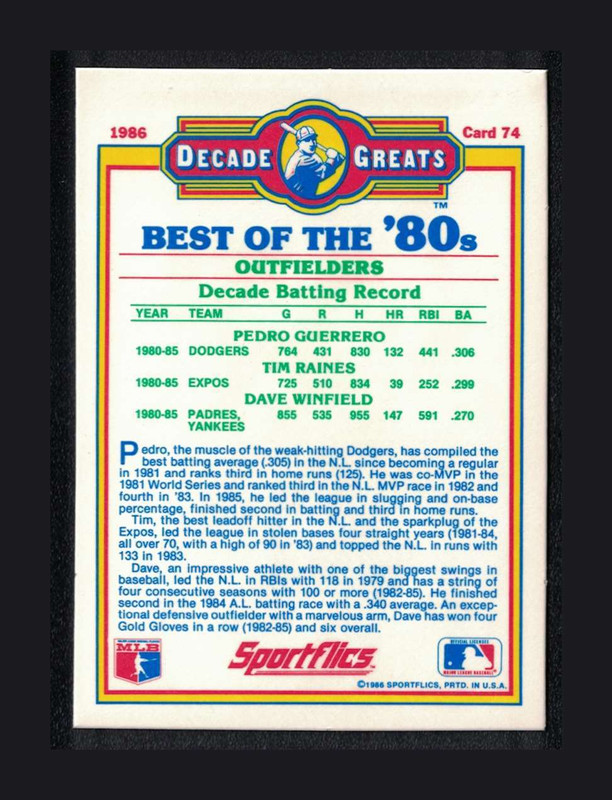 1986
Card 74
DECADE GREATS
TM
BEST OF THE '80s
OUTFIELDERS
Decade Batting Record
YEAR TEAM G R H HR RBI BA
PEDRO GUERRERO
1980-85 DODGERS 764 431 830 132 441 .306
TIM RAINES
1980-85 EXPOS 725 510 834 39 252 .299
DAVE WINFIELD
1980-85 PADRES, 855 535 955 147 591 .270
YANKEES
Pedro, the muscle of the weak-hitting Dodgers, has compiled the
best batting average (.305) in the N.L. since becoming a regular
in 1981 and ranks third in home runs (125). He was co-MVP in the
1981 World Series and ranked third in the N.L. MVP race in 1982 and
fourth in '83. In 1985, he led the league in slugging and on-base
percentage, finished second in batting and third in home runs.
Tim, the best leadoff hitter in the N.L. and the sparkplug of the
Expos, led the league in stolen bases four straight years (1981-84,
all over 70, with a high of 90 in '83) and topped the N.L. in runs with
133 in 1983.
Dave, an impressive athlete with one of the biggest swings in
baseball, led the N.L. in RBIs with 118 in 1979 and has a string of
four consecutive seasons with 100 or more (1982-85). He finished
second in the 1984 A.L. batting race with a .340 average. An excep-
tional defensive outfielder with a marvelous arm, Dave has won four
Gold Gloves in a row (1982-85) and six overall.
MAJOR LEAGUE BASEBALL PLAYERS
MLB
Sportflics
OFFICIAL LICENSEE
MAJOR LEAGUE BASEBALL
©1986 SPORTFLICS, PRTD. IN U.S.A.